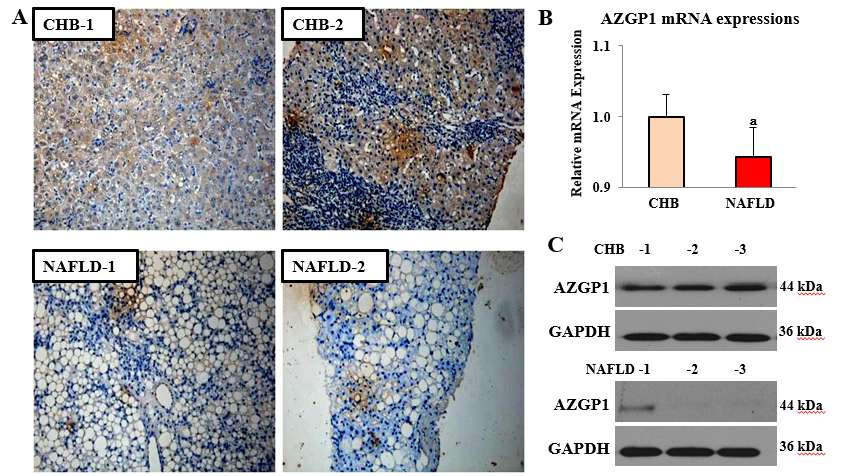 A
CHB-1
CHB-2
NAFLD-1
NAFLD-2
B
AZGP1 mRNA expressions
Relative mRNA Expression
1.1
1.0
0.9
a
CHB
NAFLD
C
CHB -1 -2 -3
AZGP1 44 kDa
GAPDH 36 kDa
NAFLD -1 -2 -3
AZGP1 44 kDa
GAPDH 36 kDa